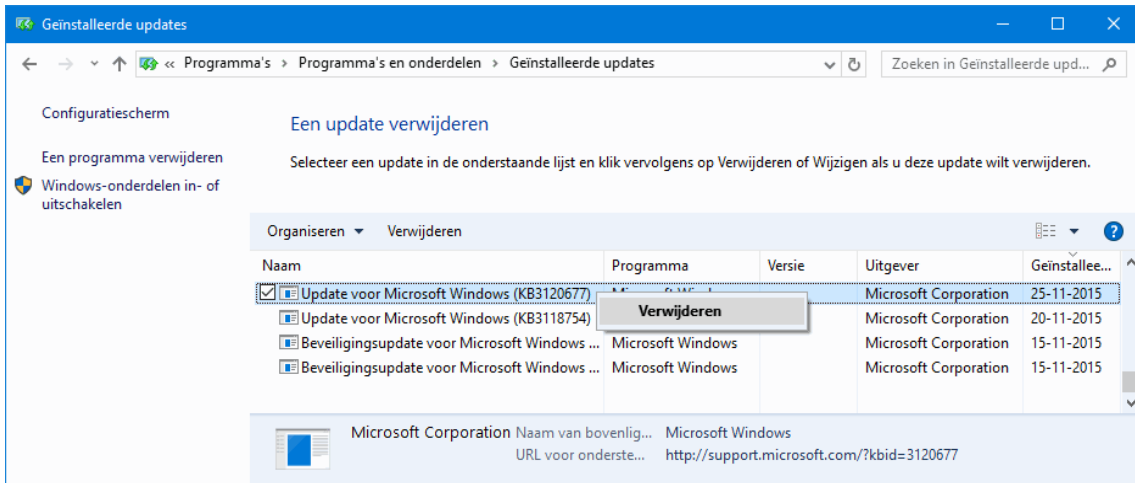 Geïnstalleerde updates
« Programma's > Programma's en onderdelen > Geïnstalleerde updates
Zoeken in Geïnstalleerde upd...
Configuratiescherm
Een programma verwijderen
Windows-onderdelen in- of
uitschakelen
Een update verwijderen
Selecteer een update in de onderstaande lijst en klik vervolgens op Verwijderen of Wijzigen als u deze update wilt verwijderen.
Organiseren Verwijderen ?
Naam Programma Versie Uitgever Geïnstallee...
Update voor Microsoft Windows (KB3120677) Microsoft Corporation 25-11-2015
Verwijderen
Update voor Microsoft Windows (KB3118754) Microsoft Corporation 20-11-2015
Beveiligingsupdate voor Microsoft Windows ... Microsoft Windows Microsoft Corporation 15-11-2015
Beveiligingsupdate voor Microsoft Windows ... Microsoft Windows Microsoft Corporation 15-11-2015
Microsoft Corporation Naam van bovenlig... Microsoft Windows
URL voor onderste... http://support.microsoft.com/?kbid=3120677